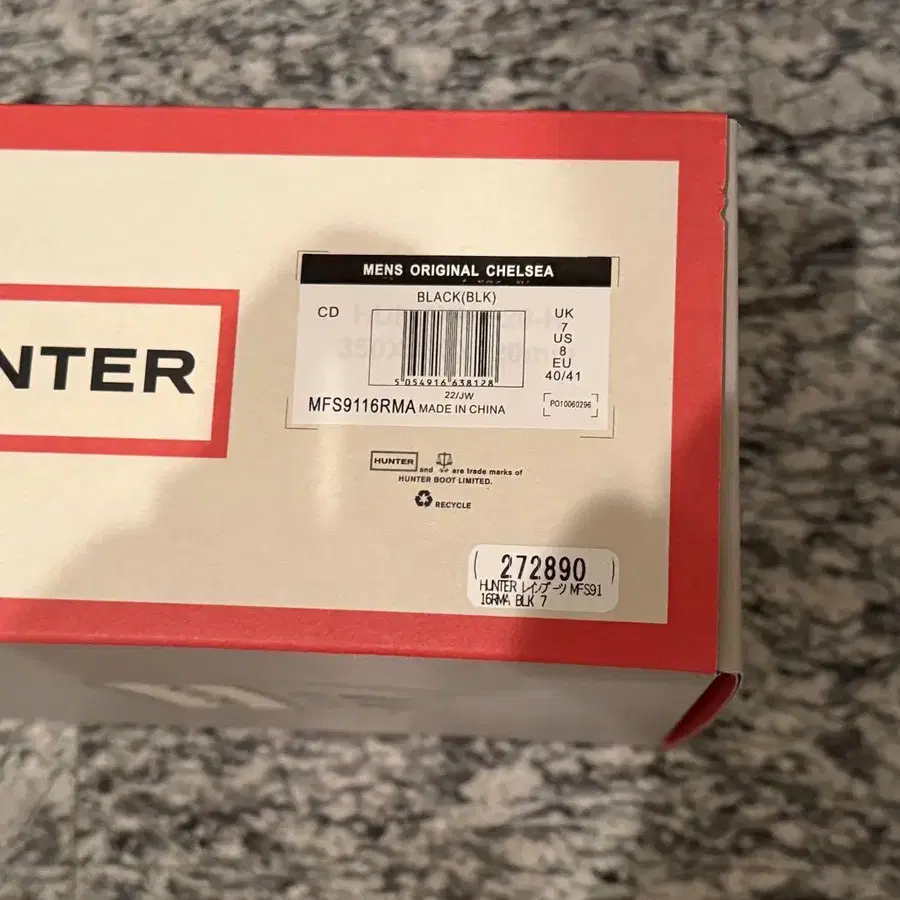 NTER
MENS ORIGINAL CHELSEA
BLACK(BLK)
CD
UK
7
US
8
EU
40/41
5 054916 638128
22/JW
MFS9116RMA MADE IN CHINA
PO10060296
HUNTER and are trade marks of
HUNTER BOOT LIMITED.
RECYCLE
272890
HUNTER レインブーツ MFS91
16RMA BLK 7